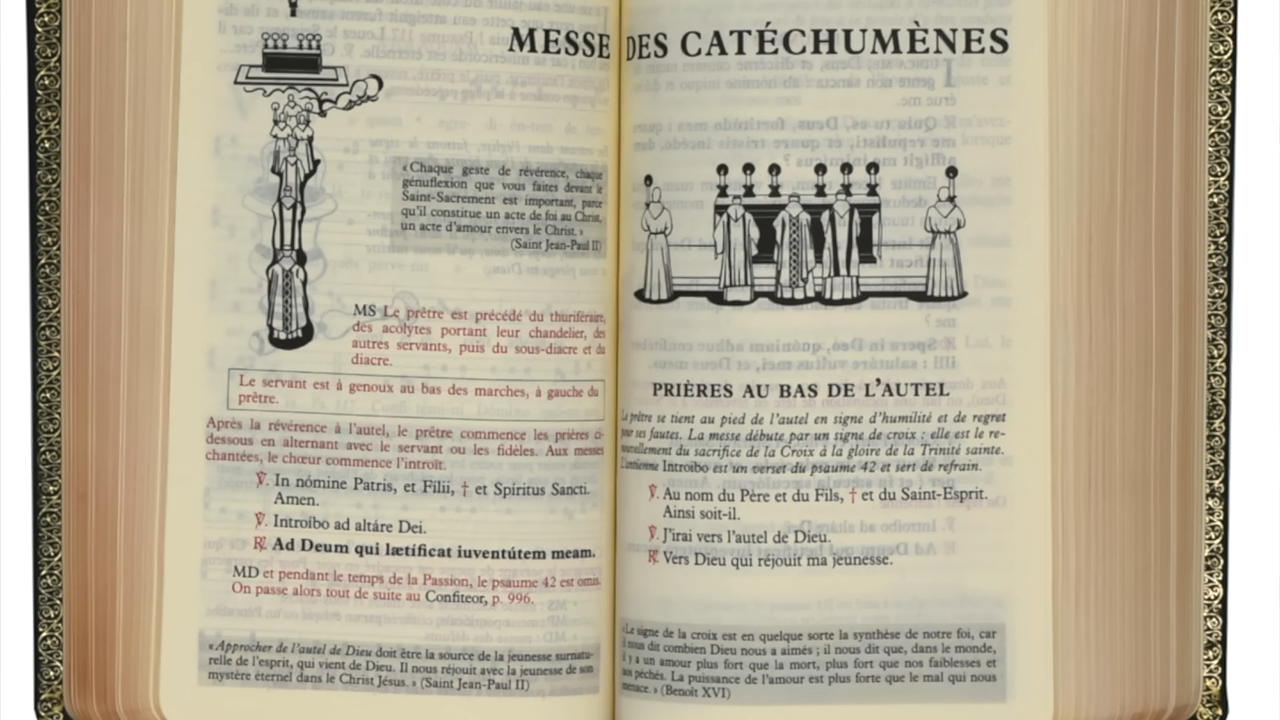 MESSE DES CATÉCHUMÈNES
« Chaque geste de révérence, chaque
génuflexion que vous faites devant le
Saint-Sacrement est important, parce
qu'il constitue un acte de foi au Christ,
un acte d'amour envers le Christ. »
(Saint Jean-Paul II)
MS Le prêtre est précédé du thuriféraire,
des acolytes portant leur chandelier, des
autres servants, puis du sous-diacre et du
diacre.
Le servant est à genoux au bas des marches, à gauche du
prêtre.
Après la révérence à l'autel, le prêtre commence les prières ci-
dessous en alternant avec le servant ou les fidèles. Aux messes
chantées, le chœur commence l'introït.
℣. In nómine Patris, et Fílii, † et Spíritus Sancti.
Amen.
℣. Introíbo ad altáre Dei.
℟. Ad Deum qui lætíficat iuventútem meam.
MD et pendant le temps de la Passion, le psaume 42 est omis.
On passe alors tout de suite au Confiteor, p. 996.
« Approcher de l'autel de Dieu doit être la source de la jeunesse surnatu-
relle de l'esprit, qui vient de Dieu. Il nous réjouit avec la jeunesse de son
mystère éternel dans le Christ Jésus. » (Saint Jean-Paul II)
PRIÈRES AU BAS DE L'AUTEL
Le prêtre se tient au pied de l'autel en signe d'humilité et de regret
pour ses fautes. La messe débute par un signe de croix : elle est le re-
nouvellement du sacrifice de la Croix à la gloire de la Trinité sainte.
L'antienne Introibo est un verset du psaume 42 et sert de refrain.
℣. Au nom du Père et du Fils, † et du Saint-Esprit.
Ainsi soit-il.
℣. J'irai vers l'autel de Dieu.
℟. Vers Dieu qui réjouit ma jeunesse.
« Le signe de la croix est en quelque sorte la synthèse de notre foi, car
il nous dit combien Dieu nous a aimés ; il nous dit que, dans le monde,
il y a un amour plus fort que la mort, plus fort que nos faiblesses et
nos péchés. La puissance de l'amour est plus forte que le mal qui nous
menace. » (Benoît XVI)